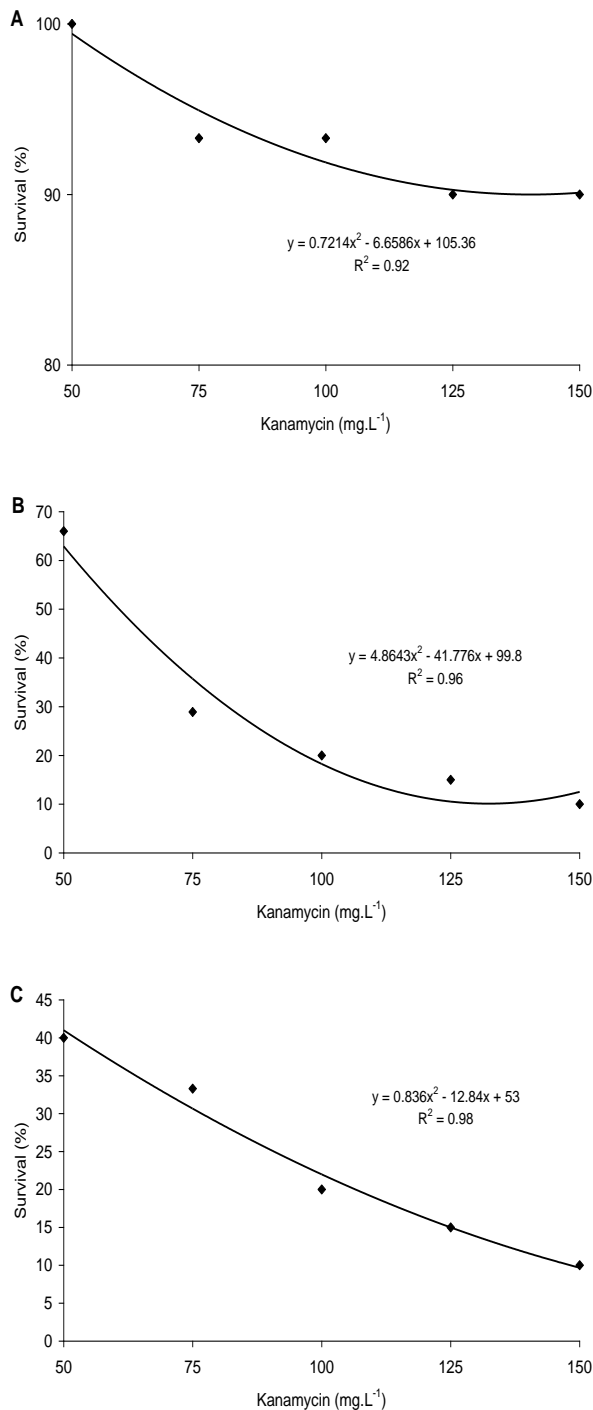 A
Survival (%)
100
90
80
y = 0.7214x² - 6.6586x + 105.36
R² = 0.92
50 75 100 125 150
Kanamycin (mg.L⁻¹)
B
Survival (%)
70
60
50
40
30
20
10
0
y = 4.8643x² - 41.776x + 99.8
R² = 0.96
50 75 100 125 150
Kanamycin (mg.L⁻¹)
C
Survival (%)
45
40
35
30
25
20
15
10
5
0
y = 0.836x² - 12.84x + 53
R² = 0.98
50 75 100 125 150
Kanamycin (mg.L⁻¹)